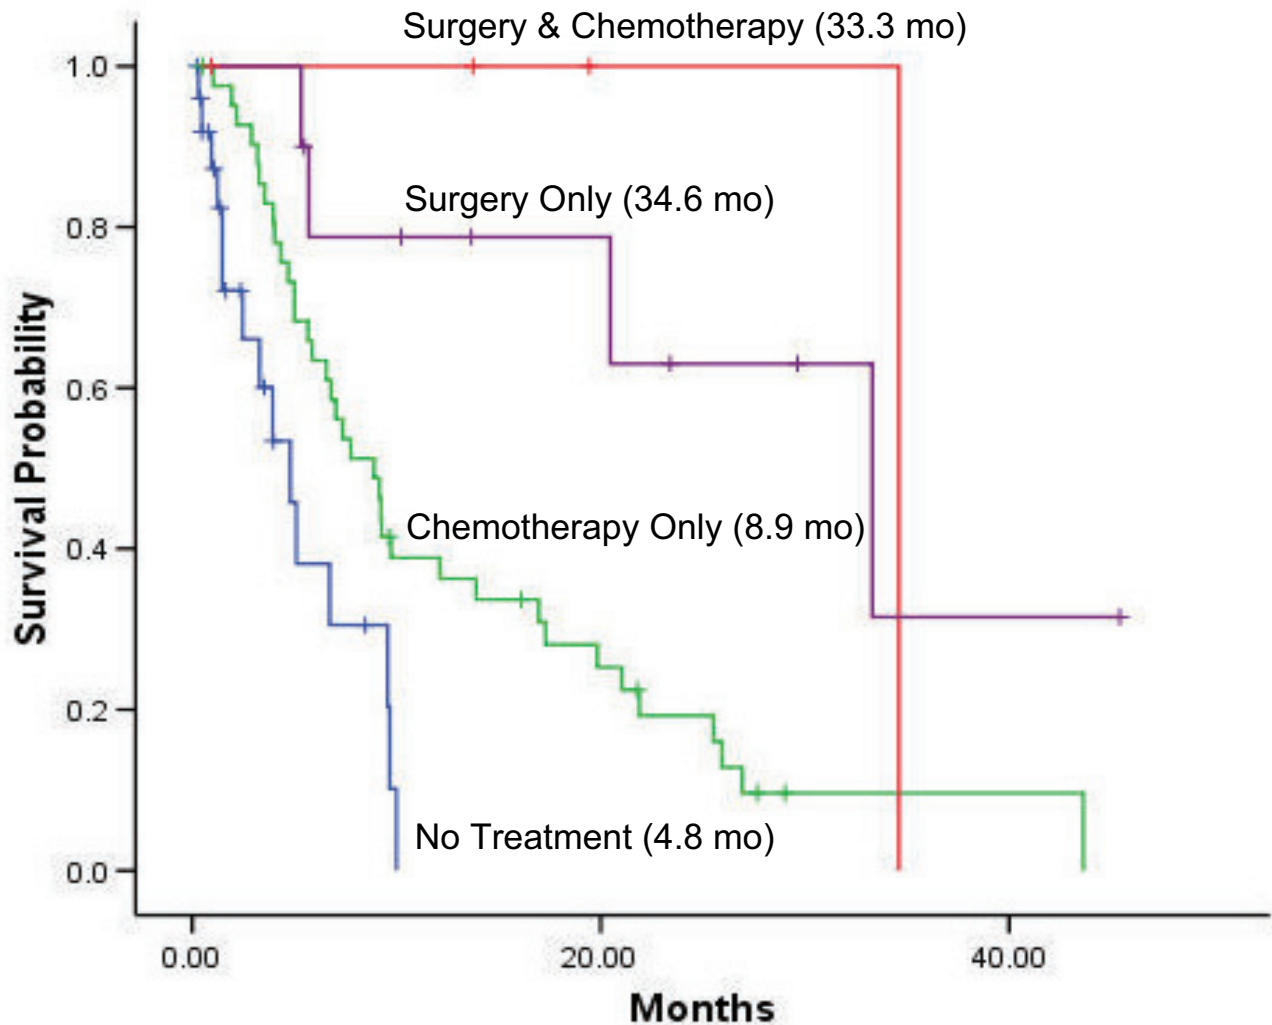 Surgery & Chemotherapy (33.3 mo)
1.0
Surgery Only (34.6 mo)
0.8
0.6
Chemotherapy Only (8.9 mo)
0.4
0.2
No Treatment (4.8 mo)
0.0
Survival Probability
0.00 20.00 40.00
Months